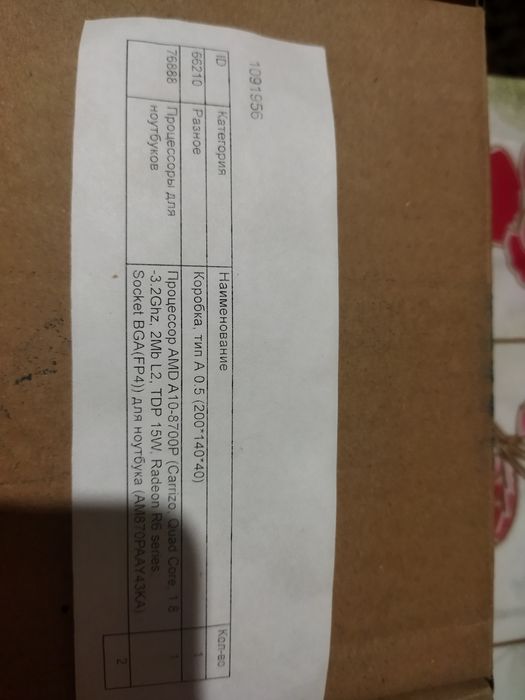 1091956
ID Категория Наименование Кол-во
66210 Разное Коробка, тип А 0.5 (200*140*40) 1
76888 Процессоры для ноутбуков Процессор AMD A10-8700P (Carrizo, Quad Core, 1.8 1
-3.2Ghz, 2Mb L2, TDP 15W, Radeon R6 series,
Socket BGA(FP4)) для ноутбука (AM870PAAY43KA)
2